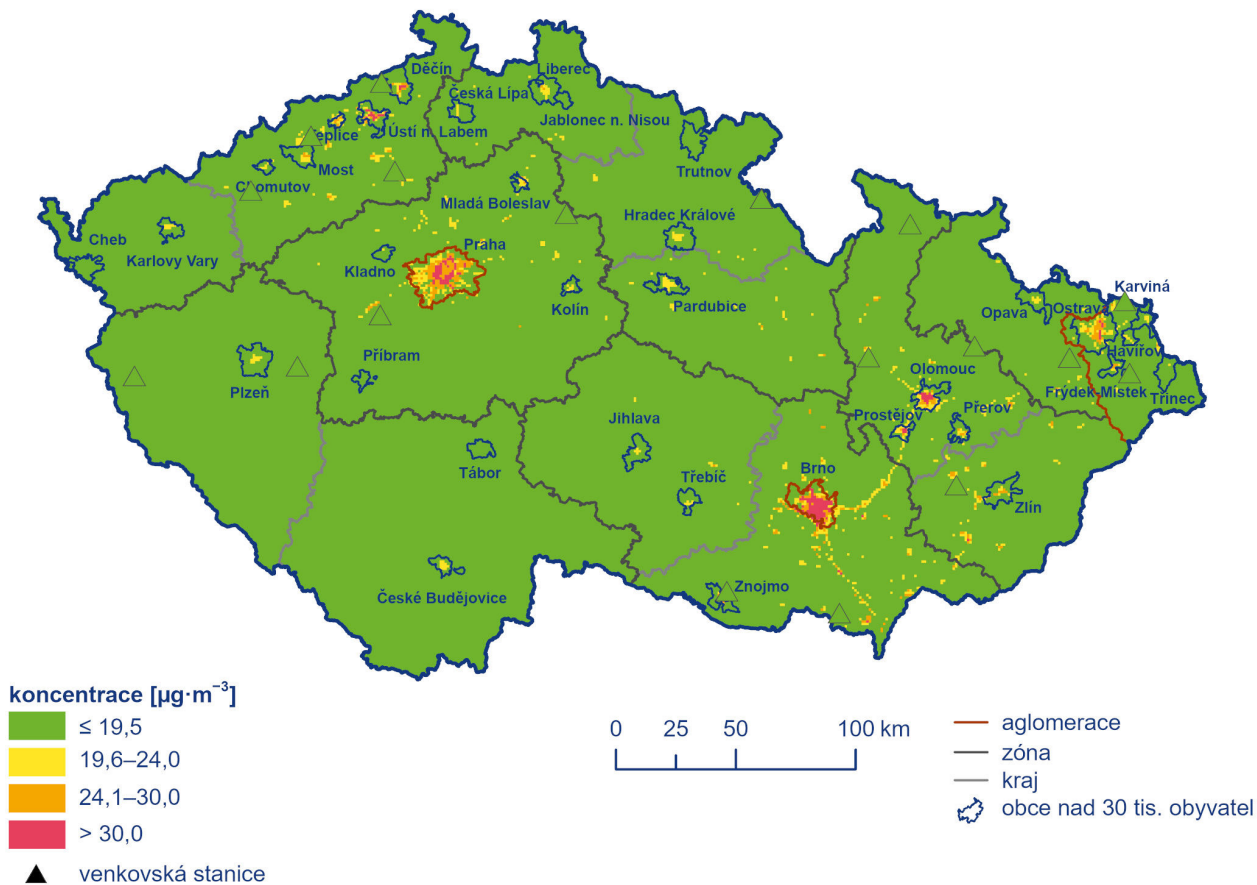 Děčín
Liberec
Česká Lípa
Jablonec n. Nisou
Teplice
Ústí n. Labem
Most
Chomutov
Trutnov
Mladá Boleslav
Hradec Králové
Cheb
Karlovy Vary
Praha
Kladno
Kolín
Pardubice
Karviná
Opava
Ostrava
Havířov
Příbram
Plzeň
Olomouc
Frýdek-Místek
Třinec
Prostějov
Přerov
Jihlava
Tábor
Třebíč
Brno
Zlín
České Budějovice
Znojmo
koncentrace [µg·m⁻³]
≤ 19,5
19,6–24,0
24,1–30,0
> 30,0
venkovská stanice
0 25 50 100 km
aglomerace
zóna
kraj
obce nad 30 tis. obyvatel